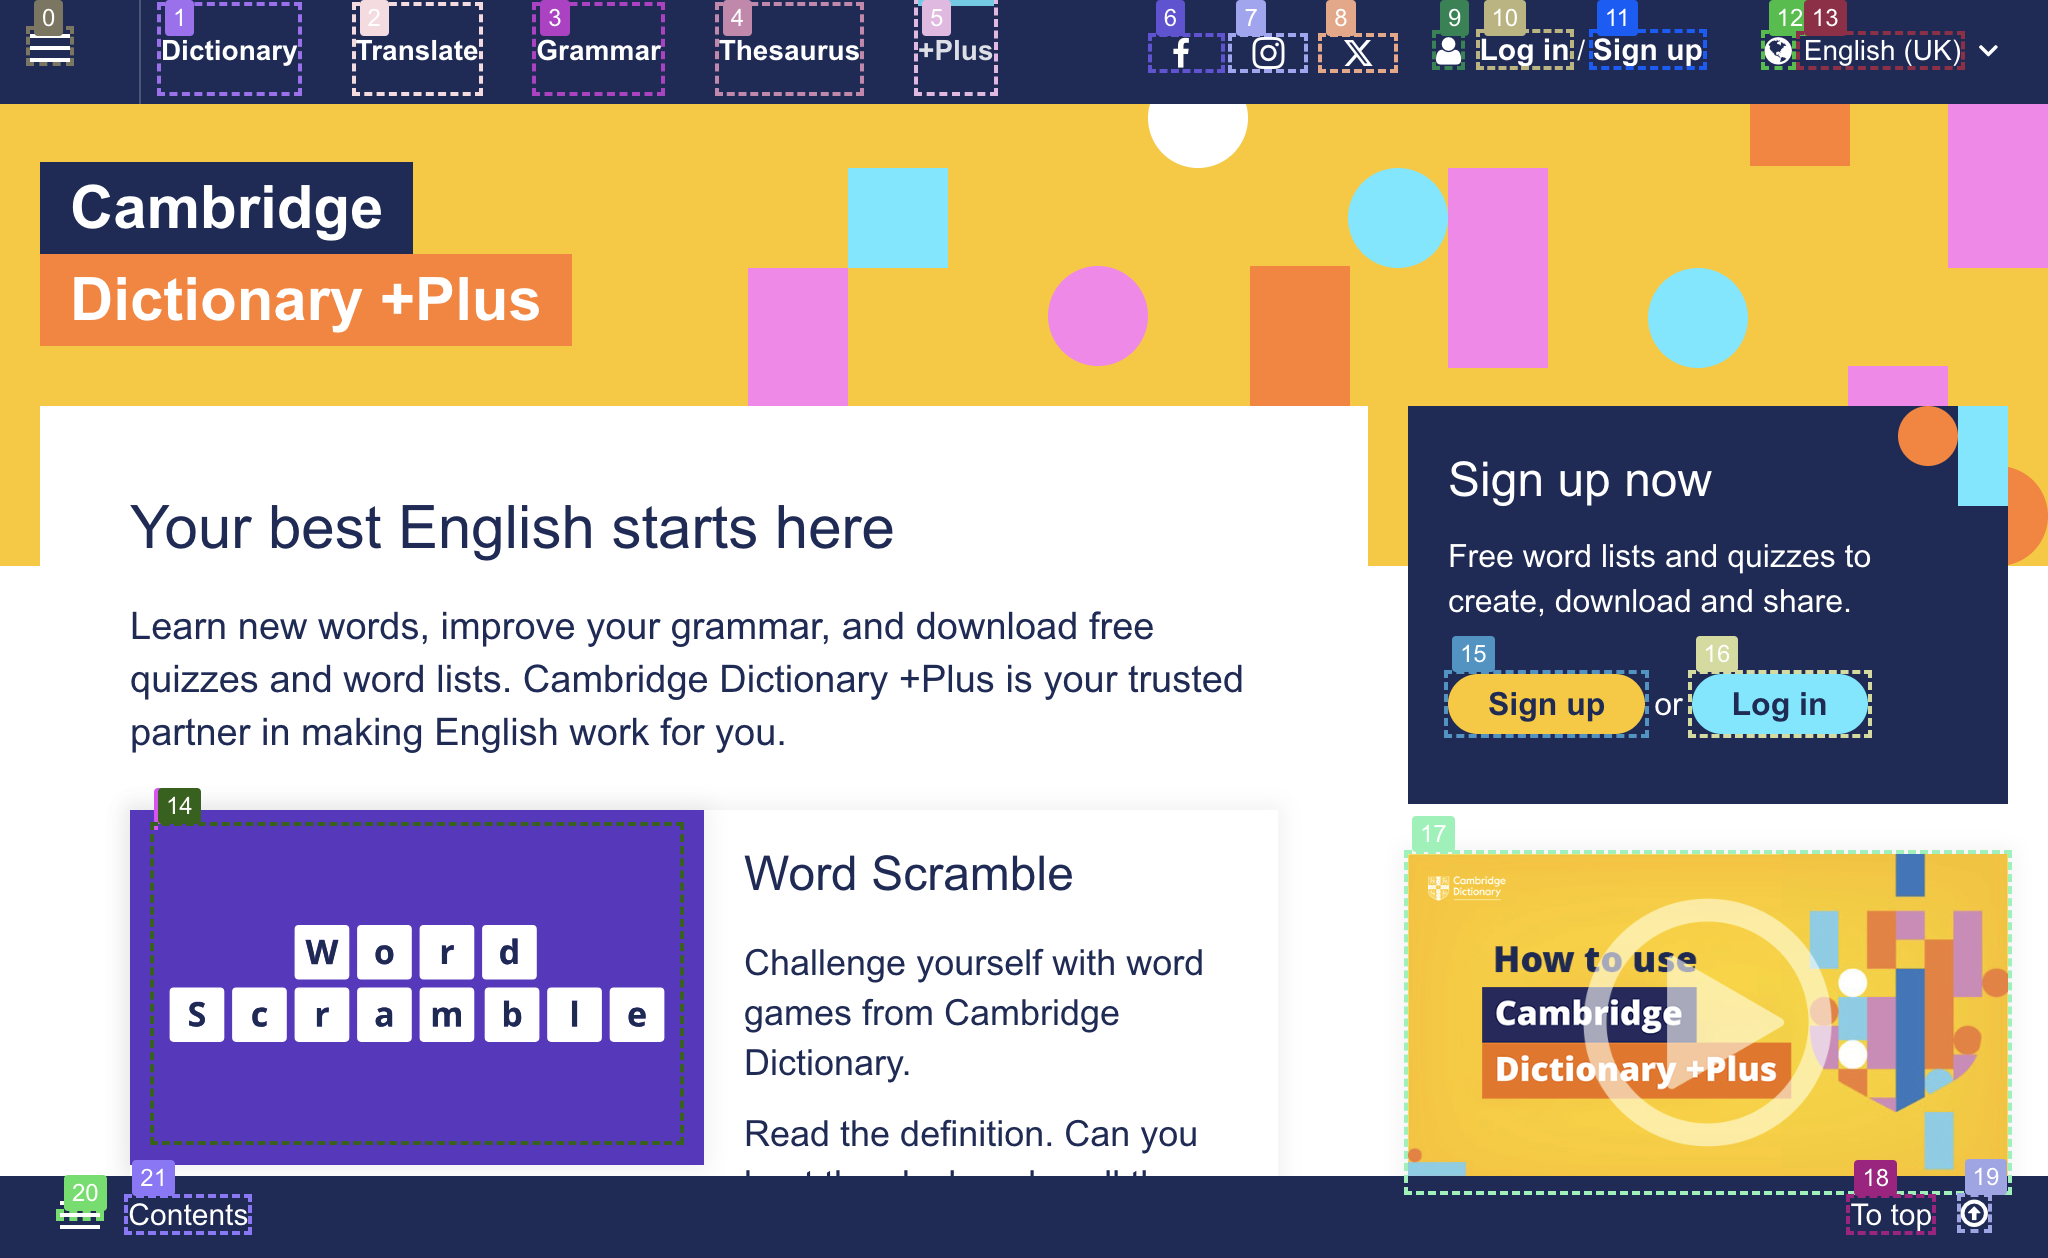 0
1
2
3
4
5
6
7
8
9
10
11
12
13
Dictionary
Translate
Grammar
Thesaurus
+Plus
Log in / Sign up
English (UK)
Cambridge
Dictionary +Plus
Your best English starts here
Learn new words, improve your grammar, and download free
quizzes and word lists. Cambridge Dictionary +Plus is your trusted
partner in making English work for you.
Sign up now
Free word lists and quizzes to
create, download and share.
15
16
Sign up or Log in
14
Word
Scramble
Word Scramble
Challenge yourself with word
games from Cambridge
Dictionary.
Read the definition. Can you
17
Cambridge
Dictionary
How to use
Cambridge
Dictionary +Plus
20
21
Contents
18
19
To top